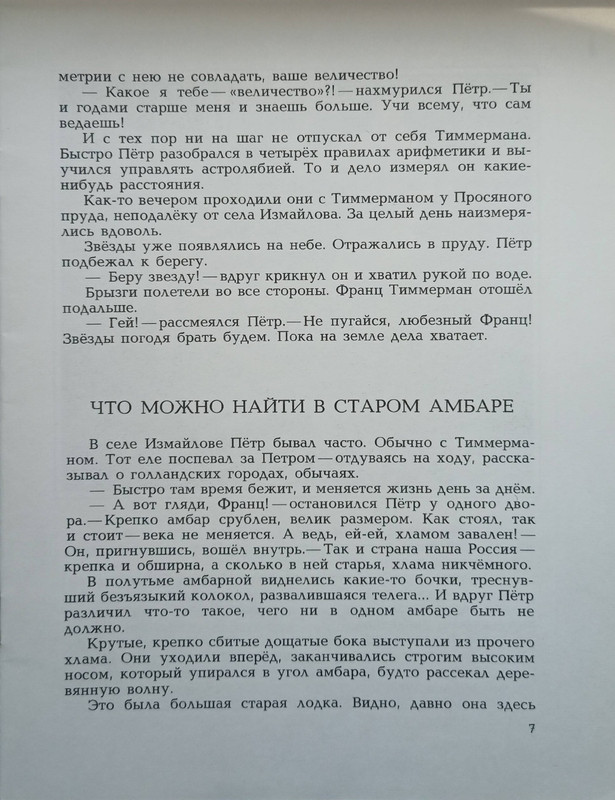 метрии с нею не совладать, ваше величество!
— Какое я тебе — «величество»?! — нахмурился Пётр. — Ты
и годами старше меня и знаешь больше. Учи всему, что сам
ведаешь!
И с тех пор ни на шаг не отпускал от себя Тиммермана.
Быстро Пётр разобрался в четырёх правилах арифметики и вы-
учился управлять астролябией. То и дело измерял он какие-
нибудь расстояния.
Как-то вечером проходили они с Тиммерманом у Просяного
пруда, неподалёку от села Измайлова. За целый день наизмеря-
лись вдоволь.
Звёзды уже появлялись на небе. Отражались в пруду. Пётр
подбежал к берегу.
— Беру звезду! — вдруг крикнул он и хватил рукой по воде.
Брызги полетели во все стороны. Франц Тиммерман отошёл
подальше.
— Гей! — рассмеялся Пётр. — Не пугайся, любезный Франц!
Звёзды погодя брать будем. Пока на земле дела хватает.
ЧТО МОЖНО НАЙТИ В СТАРОМ АМБАРЕ
В селе Измайлове Пётр бывал часто. Обычно с Тиммерма-
ном. Тот еле поспевал за Петром — отдуваясь на ходу, расска-
зывал о голландских городах, обычаях.
— Быстро там время бежит, и меняется жизнь день за днём.
— А вот гляди, Франц! — остановился Пётр у одного дво-
ра. — Крепко амбар срублен, велик размером. Как стоял, так
и стоит — века не меняется. А ведь, ей-ей, хламом завален! —
Он, пригнувшись, вошёл внутрь. — Так и страна наша Россия —
крепка и обширна, а сколько в ней старья, хлама никчёмного.
В полутьме амбарной виднелись какие-то бочки, треснув-
ший безъязыкий колокол, развалившаяся телега... И вдруг Пётр
различил что-то такое, чего ни в одном амбаре быть не
должно.
Крутые, крепко сбитые дощатые бока выступали из прочего
хлама. Они уходили вперёд, заканчивались строгим высоким
носом, который упирался в угол амбара, будто рассекал дере-
вянную волну.
Это была большая старая лодка. Видно, давно она здесь
7